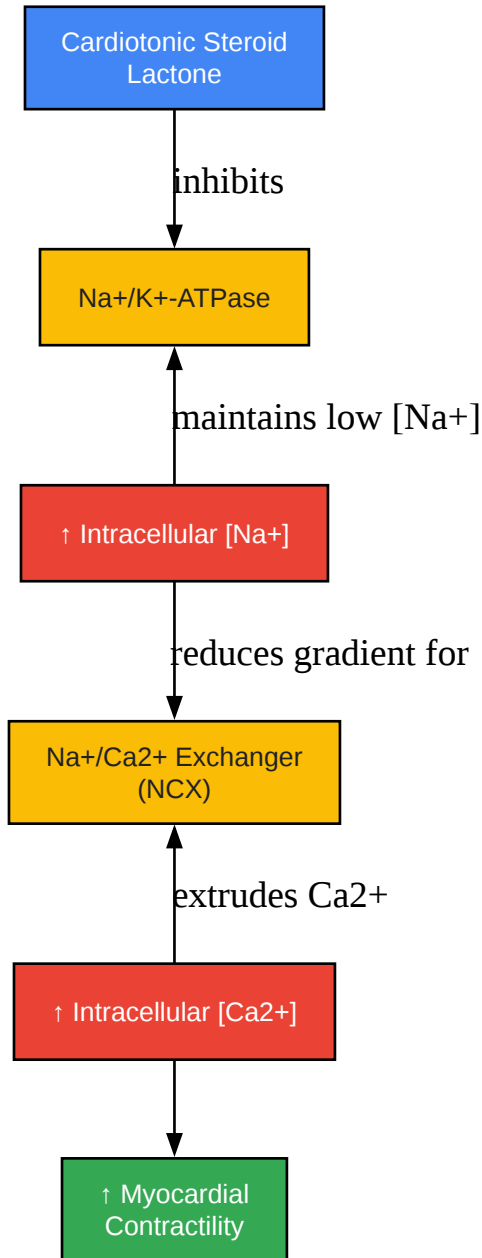 Cardiotonic Steroid
Lactone
inhibits
Na+/K+-ATPase
maintains low [Na+]
↑ Intracellular [Na+]
reduces gradient for
Na+/Ca2+ Exchanger
(NCX)
extrudes Ca2+
↑ Intracellular [Ca2+]
↑ Myocardial
Contractility